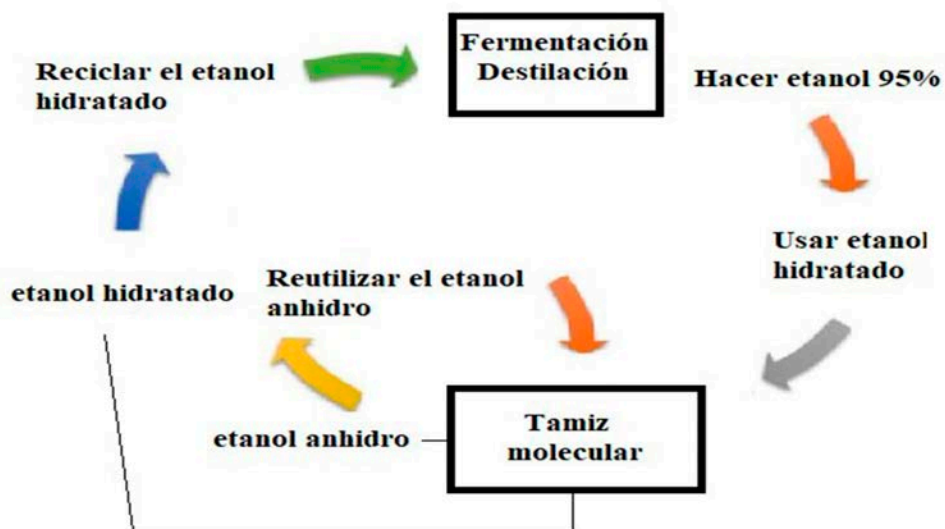 Fermentación
Destilación
Reciclar el etanol
hidratado
Hacer etanol 95%
Usar etanol
hidratado
etanol hidratado
Reutilizar el etanol
anhidro
etanol anhidro
Tamiz
molecular